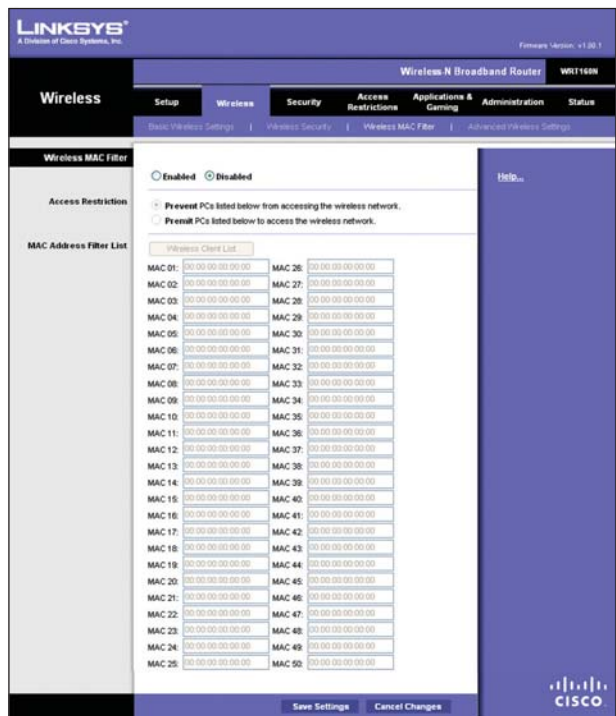 LINKSYS®
A Division of Cisco Systems, Inc.
Firmware Version: v1.00.1
Wireless-N Broadband Router WRT160N
Wireless
Setup Wireless Security Access Restrictions Applications & Gaming Administration Status
Basic Wireless Settings | Wireless Security | Wireless MAC Filter | Advanced Wireless Settings
Wireless MAC Filter
Enabled Disabled
Help...
Access Restriction
Prevent PCs listed below from accessing the wireless network.
Premit PCs listed below to access the wireless network.
MAC Address Filter List
Wireless Client List
MAC 01: 00:00:00:00:00:00 MAC 26: 00:00:00:00:00:00
MAC 02: 00:00:00:00:00:00 MAC 27: 00:00:00:00:00:00
MAC 03: 00:00:00:00:00:00 MAC 28: 00:00:00:00:00:00
MAC 04: 00:00:00:00:00:00 MAC 29: 00:00:00:00:00:00
MAC 05: 00:00:00:00:00:00 MAC 30: 00:00:00:00:00:00
MAC 06: 00:00:00:00:00:00 MAC 31: 00:00:00:00:00:00
MAC 07: 00:00:00:00:00:00 MAC 32: 00:00:00:00:00:00
MAC 08: 00:00:00:00:00:00 MAC 33: 00:00:00:00:00:00
MAC 09: 00:00:00:00:00:00 MAC 34: 00:00:00:00:00:00
MAC 10: 00:00:00:00:00:00 MAC 35: 00:00:00:00:00:00
MAC 11: 00:00:00:00:00:00 MAC 36: 00:00:00:00:00:00
MAC 12: 00:00:00:00:00:00 MAC 37: 00:00:00:00:00:00
MAC 13: 00:00:00:00:00:00 MAC 38: 00:00:00:00:00:00
MAC 14: 00:00:00:00:00:00 MAC 39: 00:00:00:00:00:00
MAC 15: 00:00:00:00:00:00 MAC 40: 00:00:00:00:00:00
MAC 16: 00:00:00:00:00:00 MAC 41: 00:00:00:00:00:00
MAC 17: 00:00:00:00:00:00 MAC 42: 00:00:00:00:00:00
MAC 18: 00:00:00:00:00:00 MAC 43: 00:00:00:00:00:00
MAC 19: 00:00:00:00:00:00 MAC 44: 00:00:00:00:00:00
MAC 20: 00:00:00:00:00:00 MAC 45: 00:00:00:00:00:00
MAC 21: 00:00:00:00:00:00 MAC 46: 00:00:00:00:00:00
MAC 22: 00:00:00:00:00:00 MAC 47: 00:00:00:00:00:00
MAC 23: 00:00:00:00:00:00 MAC 48: 00:00:00:00:00:00
MAC 24: 00:00:00:00:00:00 MAC 49: 00:00:00:00:00:00
MAC 25: 00:00:00:00:00:00 MAC 50: 00:00:00:00:00:00
Save Settings Cancel Changes
CISCO